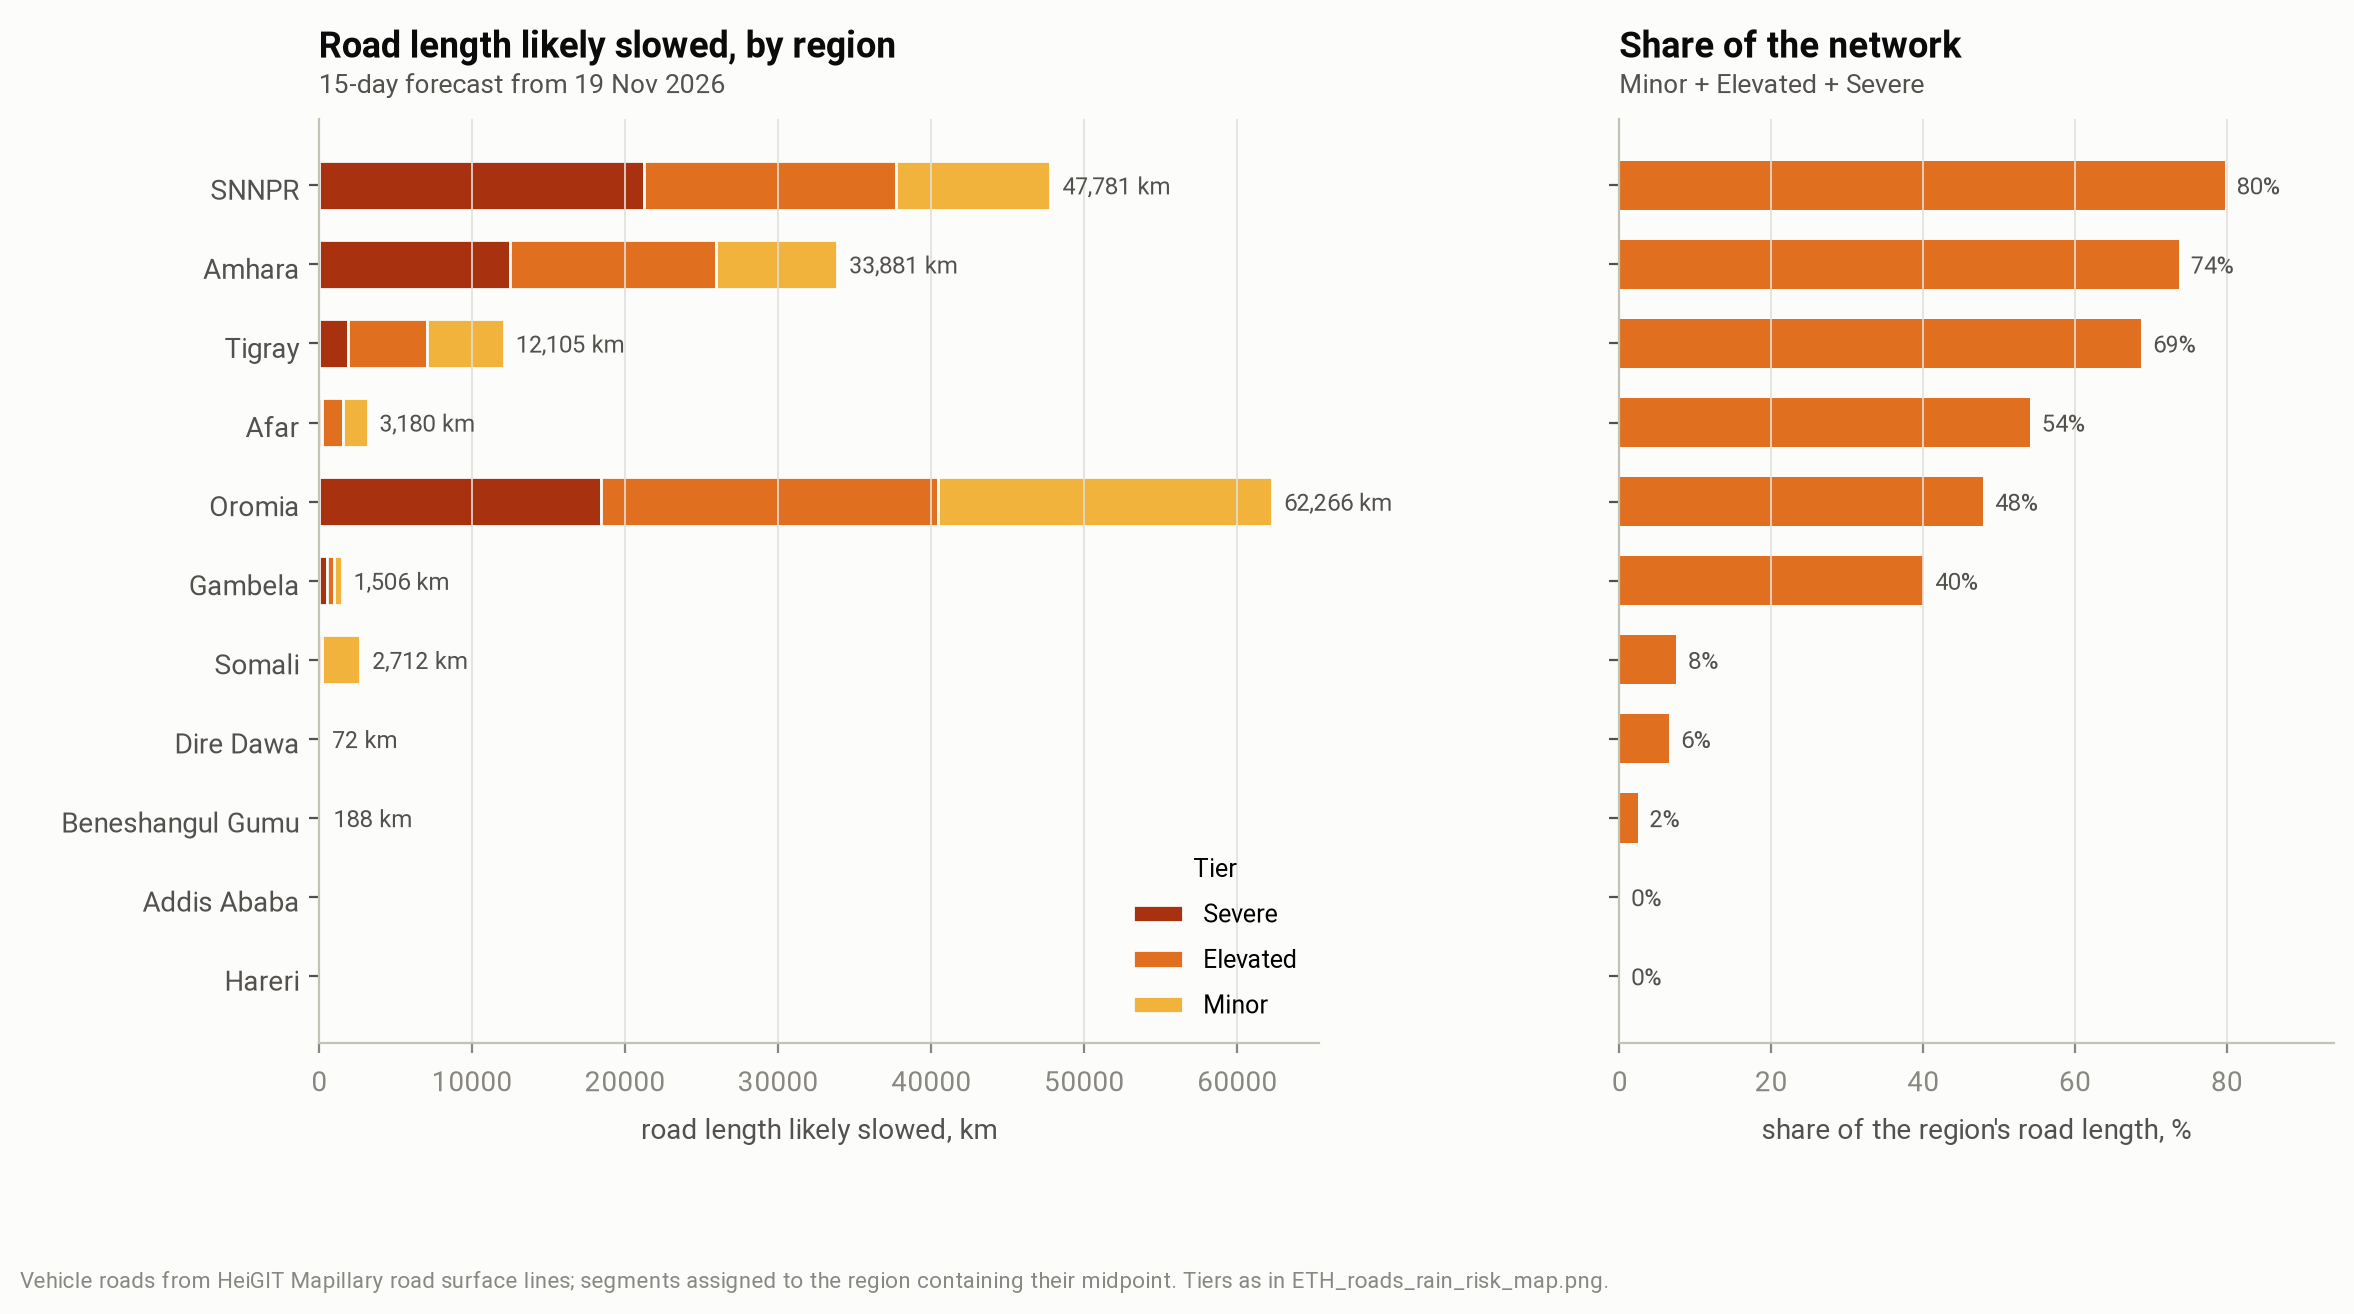 Road length likely slowed, by region
15-day forecast from 19 Nov 2026
SNNPR
47,781 km
Amhara
33,881 km
Tigray
12,105 km
Afar
3,180 km
Oromia
62,266 km
Gambela
1,506 km
Somali
2,712 km
Dire Dawa
72 km
Beneshangul Gumu
188 km
Addis Ababa
Hareri
Tier
Severe
Elevated
Minor
0 10000 20000 30000 40000 50000 60000
road length likely slowed, km
Share of the network
Minor + Elevated + Severe
80%
74%
69%
54%
48%
40%
8%
6%
2%
0%
0%
0 20 40 60 80
share of the region's road length, %
Vehicle roads from HeiGIT Mapillary road surface lines; segments assigned to the region containing their midpoint. Tiers as in ETH_roads_rain_risk_map.png.